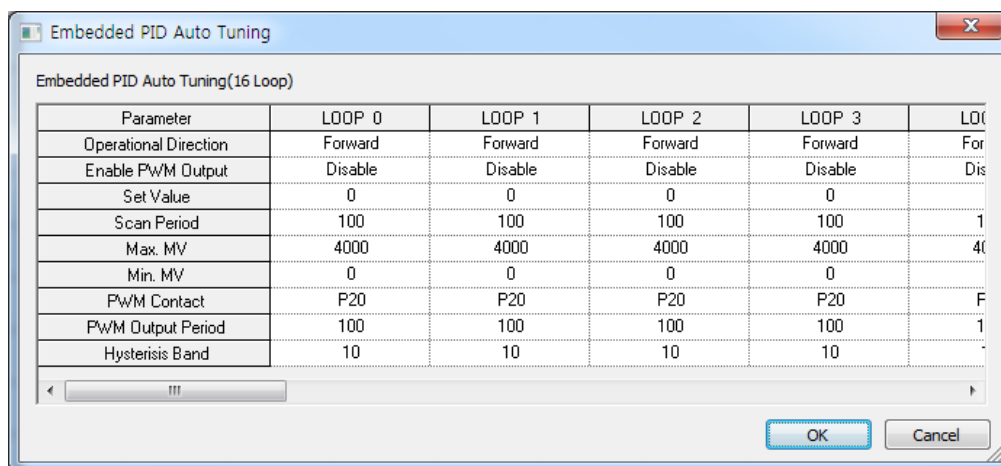 Embedded PID Auto Tuning
Embedded PID Auto Tuning(16 Loop)
Parameter LOOP 0 LOOP 1 LOOP 2 LOOP 3
Operational Direction Forward Forward Forward Forward
Enable PWM Output Disable Disable Disable Disable
Set Value 0 0 0 0
Scan Period 100 100 100 100
Max. MV 4000 4000 4000 4000
Min. MV 0 0 0 0
PWM Contact P20 P20 P20 P20
PWM Output Period 100 100 100 100
Hysterisis Band 10 10 10 10
OK Cancel